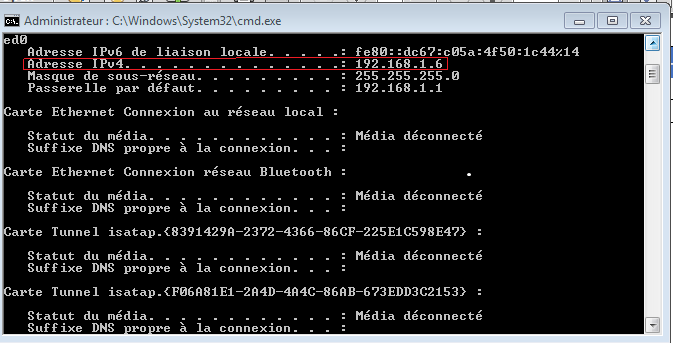 Administrateur : C:\Windows\System32\cmd.exe
ed0
Adresse IPv6 de liaison locale. . . . .: fe80::dc67:c05a:4f50:1c44%14
Adresse IPv4. . . . . . . . . . . . . .: 192.168.1.6
Masque de sous-réseau. . . . . . . . . : 255.255.255.0
Passerelle par défaut. . . . . . . . . : 192.168.1.1
Carte Ethernet Connexion au réseau local :
Statut du média. . . . . . . . . . . . : Média déconnecté
Suffixe DNS propre à la connexion. . . :
Carte Ethernet Connexion réseau Bluetooth :
Statut du média. . . . . . . . . . . . : Média déconnecté
Suffixe DNS propre à la connexion. . . :
Carte Tunnel isatap.{8391429A-2372-4366-86CF-225E1C598E47} :
Statut du média. . . . . . . . . . . . : Média déconnecté
Suffixe DNS propre à la connexion. . . :
Carte Tunnel isatap.{F06A81E1-2A4D-4A4C-86AB-673EDD3C2153} :
Statut du média. . . . . . . . . . . . : Média déconnecté
Suffixe DNS propre à la connexion. . . :